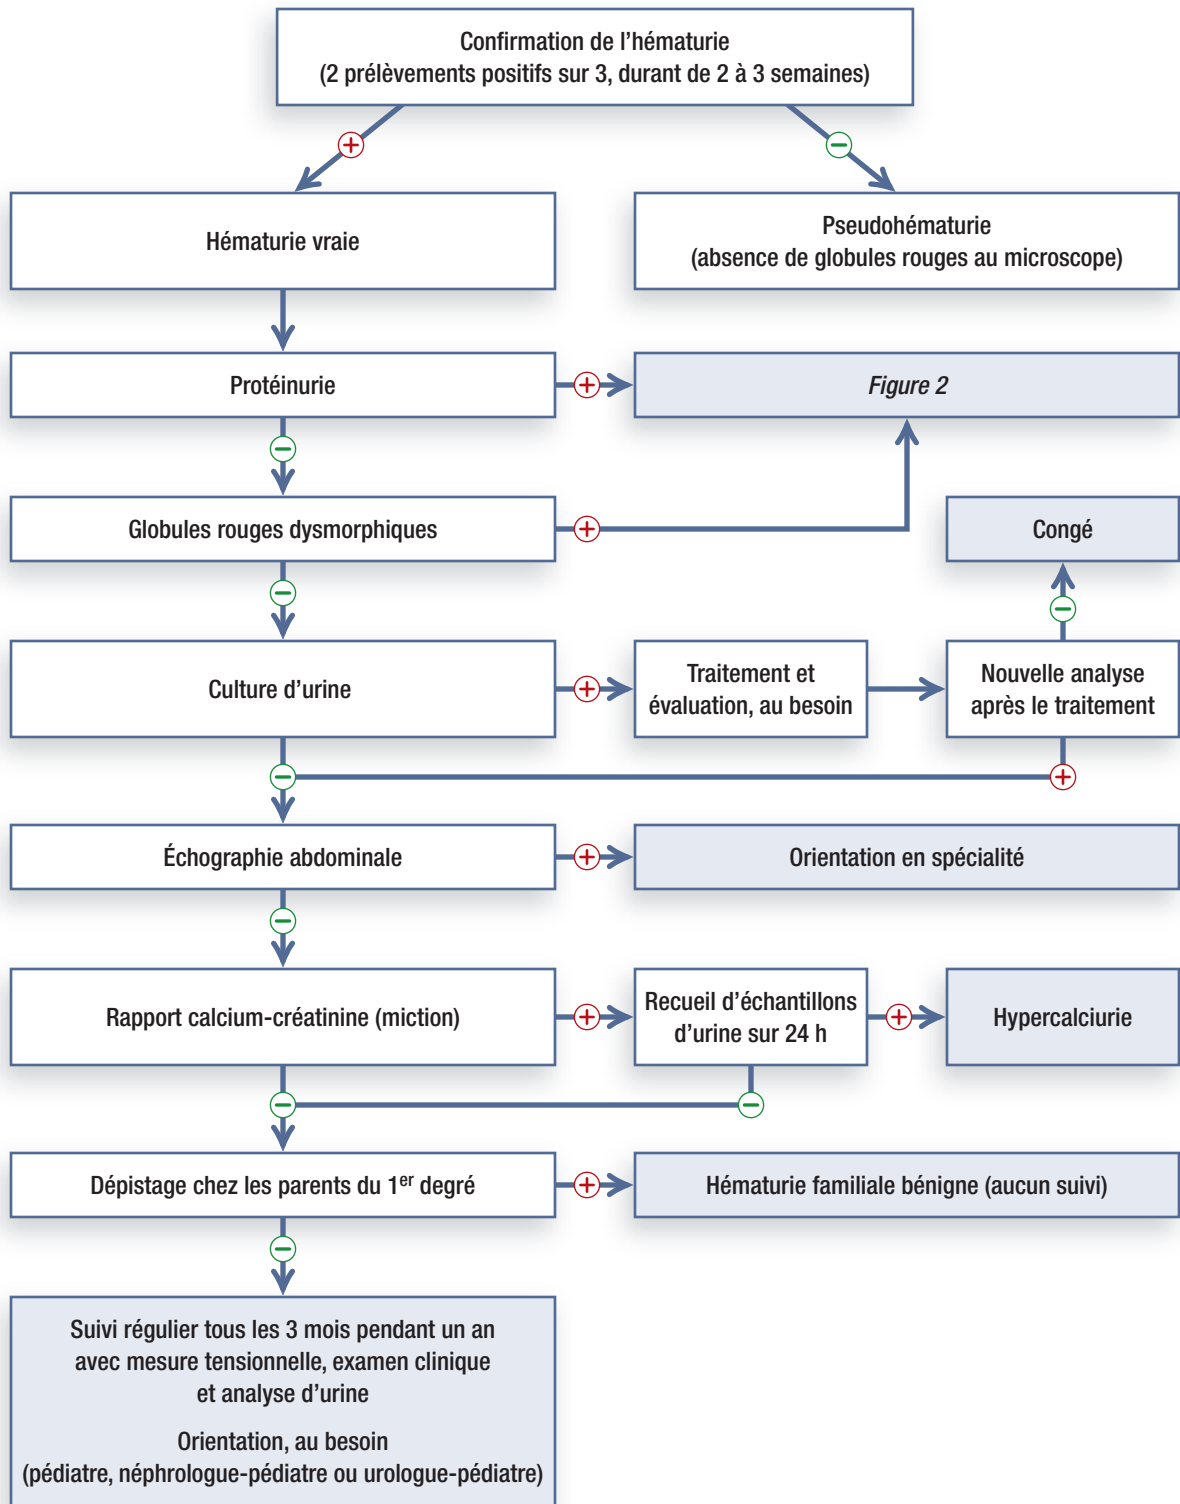 Confirmation de l’hématurie
(2 prélèvements positifs sur 3, durant de 2 à 3 semaines)
+
−
Hématurie vraie
Pseudohématurie
(absence de globules rouges au microscope)
Protéinurie
+
Figure 2
−
Globules rouges dysmorphiques
+
Congé
−
−
Culture d’urine
+
Traitement et
évaluation, au besoin
Nouvelle analyse
après le traitement
−
+
Échographie abdominale
+
Orientation en spécialité
−
Rapport calcium-créatinine (miction)
+
Recueil d’échantillons
d’urine sur 24 h
+
Hypercalciurie
−
−
Dépistage chez les parents du 1er degré
+
Hématurie familiale bénigne (aucun suivi)
−
Suivi régulier tous les 3 mois pendant un an
avec mesure tensionnelle, examen clinique
et analyse d’urine
Orientation, au besoin
(pédiatre, néphrologue-pédiatre ou urologue-pédiatre)